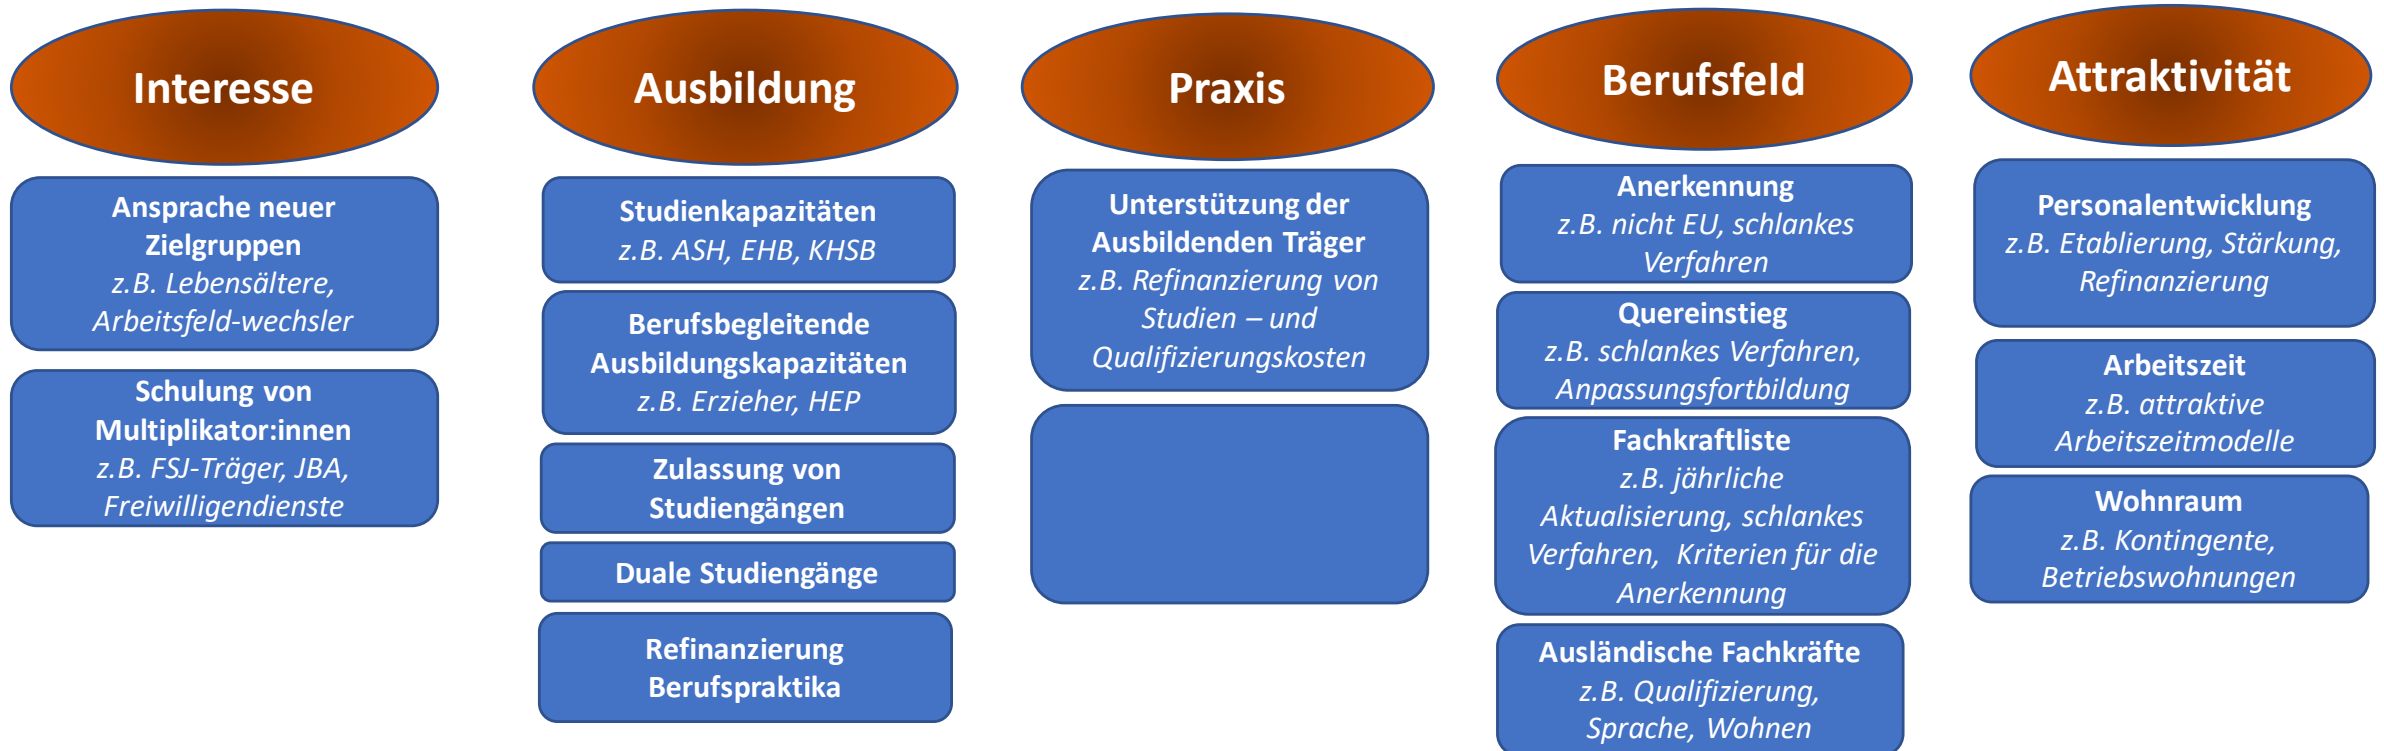 Interesse
Ansprache neuer
Zielgruppen
z.B. Lebensältere,
Arbeitsfeld-wechsler
Schulung von
Multiplikator:innen
z.B. FSJ-Träger, JBA,
Freiwilligendienste
Ausbildung
Studienkapazitäten
z.B. ASH, EHB, KHSB
Berufsbegleitende
Ausbildungskapazitäten
z.B. Erzieher, HEP
Zulassung von
Studiengängen
Duale Studiengänge
Refinanzierung
Berufspraktika
Praxis
Unterstützung der
Ausbildenden Träger
z.B. Refinanzierung von
Studien – und
Qualifizierungskosten
Berufsfeld
Anerkennung
z.B. nicht EU, schlankes
Verfahren
Quereinstieg
z.B. schlankes Verfahren,
Anpassungsfortbildung
Fachkraftliste
z.B. jährliche
Aktualisierung, schlankes
Verfahren, Kriterien für die
Anerkennung
Ausländische Fachkräfte
z.B. Qualifizierung,
Sprache, Wohnen
Attraktivität
Personalentwicklung
z.B. Etablierung, Stärkung,
Refinanzierung
Arbeitszeit
z.B. attraktive
Arbeitszeitmodelle
Wohnraum
z.B. Kontingente,
Betriebswohnungen